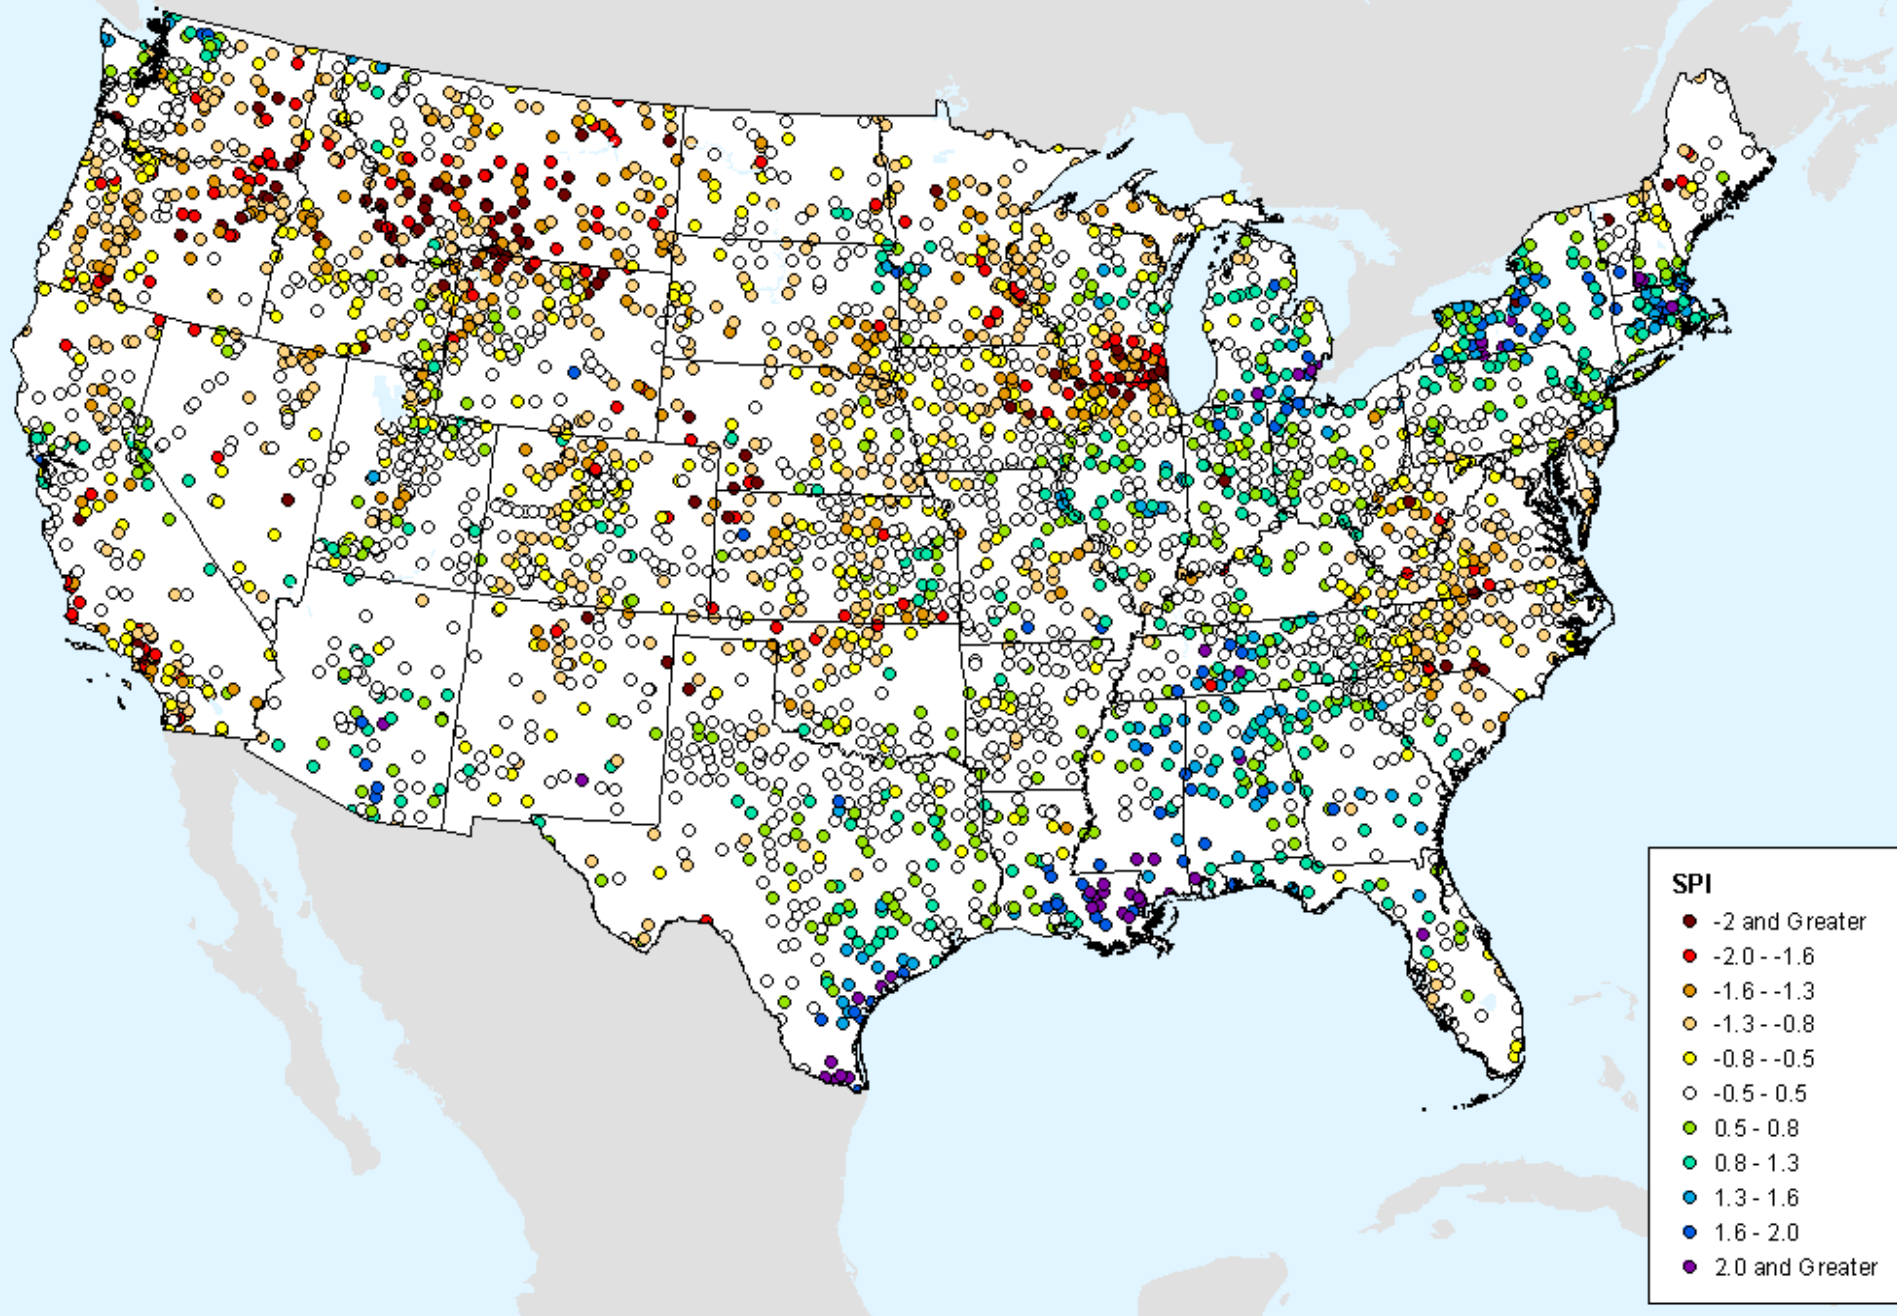 SPI
-2 and Greater
-2.0 - -1.6
-1.6 - -1.3
-1.3 - -0.8
-0.8 - -0.5
-0.5 - 0.5
0.5 - 0.8
0.8 - 1.3
1.3 - 1.6
1.6 - 2.0
2.0 and Greater